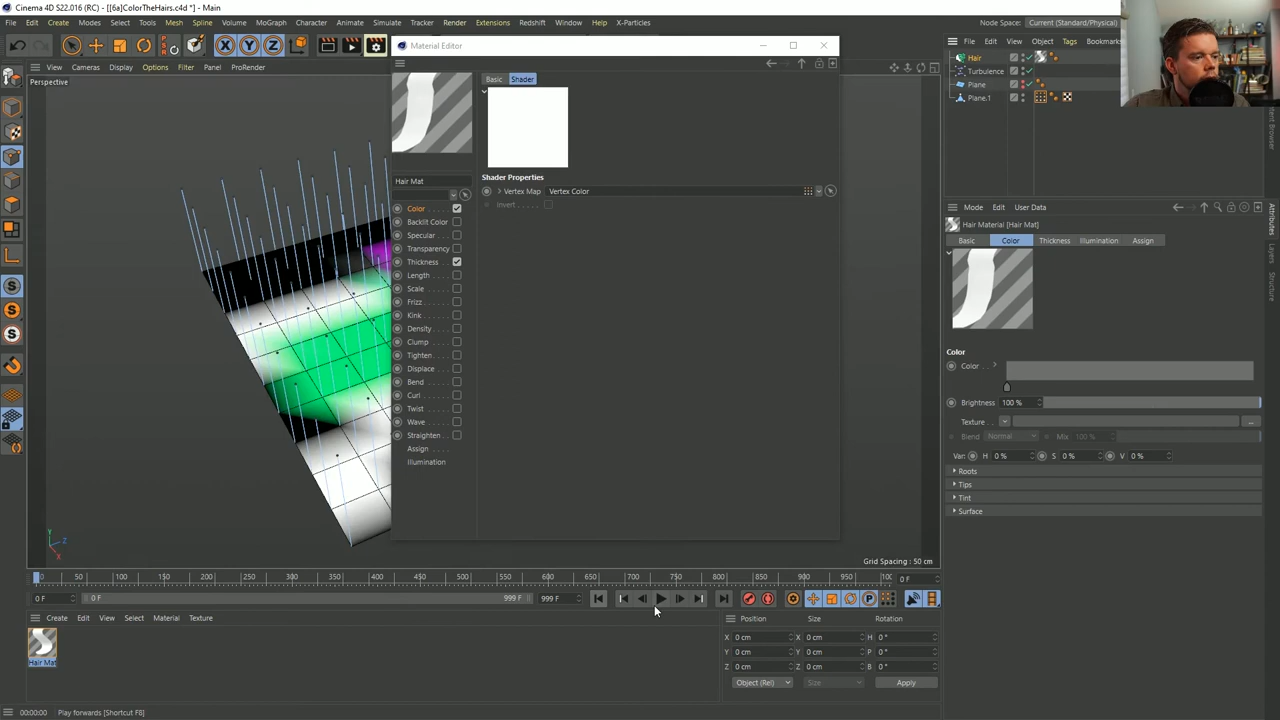 Cinema 4D S22.016 (RC) - [[6a]ColorTheHairs.c4d *] - Main
File Edit Create Modes Select Tools Mesh Splines Volume MoGraph Character Animate Simulate Tracker Render Extensions Redshift Window Help X-Particles
Node Space: Current (Standard/Physical)
X Y Z
Material Editor
File Edit View Object Tags Bookmarks
View Cameras Display Options Filter Panel ProRender
Perspective
Basic Shader
Hair
Turbulence
Plane
Plane.1
Shader Properties
Vertex Map Vertex Color
Invert
Hair Mat
Color
Backlit Color
Specular
Transparency
Thickness
Length
Scale
Frizz
Kink
Density
Clump
Tighten
Displace
Bend
Curl
Twist
Wave
Straighten
Assign
Illumination
Mode Edit User Data
Hair Material [Hair Mat]
Basic Color Thickness Illumination Assign
Color
Color
Brightness 100 %
Texture
Blend Normal Mix 100 %
Var: H 0 % S 0 % V 0 %
Roots
Tips
Tint
Surface
Attributes
Layers
Structure
Y Z X
Grid Spacing : 50 cm
0 50 100 150 200 250 300 350 400 450 500 550 600 650 700 750 800 850 900 950 100 0 F
0 F 0 F 999 F 999 F
Create Edit View Select Material Texture
Position Size Rotation
X 0 cm X 0 cm H 0 °
Y 0 cm Y 0 cm P 0 °
Z 0 cm Z 0 cm B 0 °
Object (Rel) Size Apply
Hair Mat
00:00:00 Play forwards [Shortcut F8]